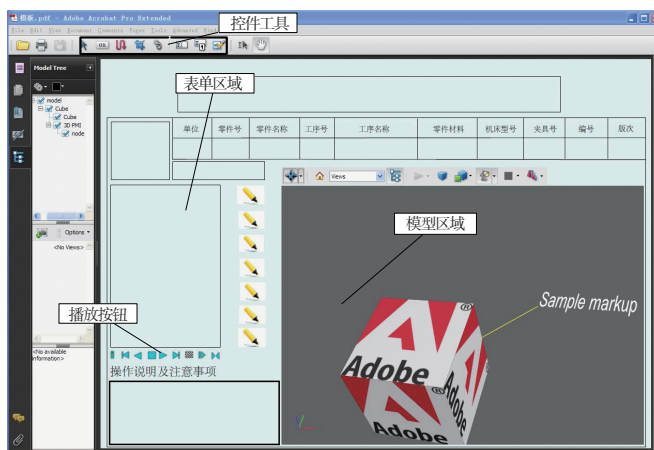 模板.pdf - Adobe Acrobat Pro Extended
控件工具
File Edit View Document Comments Forms Tools Advanced
OK
Model Tree
表单区域
model
Cube
Cube
3D PMI
node
单位 零件号 零件名称 工序号 工序名称 零件材料 机床型号 夹具号 编号 版次
Views
Options
模型区域
<No Views>
Sample markup
播放按钮
<No available information>
操作说明及注意事项
Adobe
Adobe
Adobe